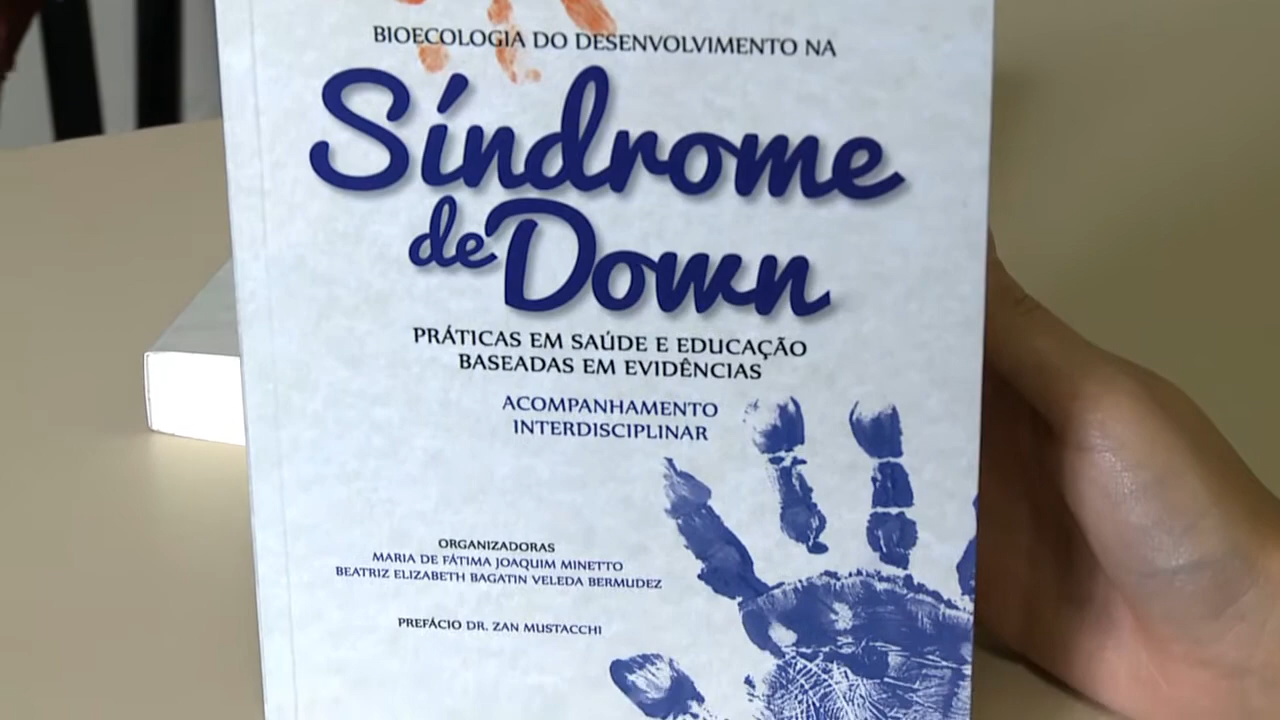 BIOECOLOGIA DO DESENVOLVIMENTO NA
Síndrome
de Down
PRÁTICAS EM SAÚDE E EDUCAÇÃO
BASEADAS EM EVIDÊNCIAS
ACOMPANHAMENTO
INTERDISCIPLINAR
ORGANIZADORAS
MARIA DE FÁTIMA JOAQUIM MINETTO
BEATRIZ ELIZABETH BAGATIN VELEDA BERMUDEZ
PREFÁCIO DR. ZAN MUSTACCHI